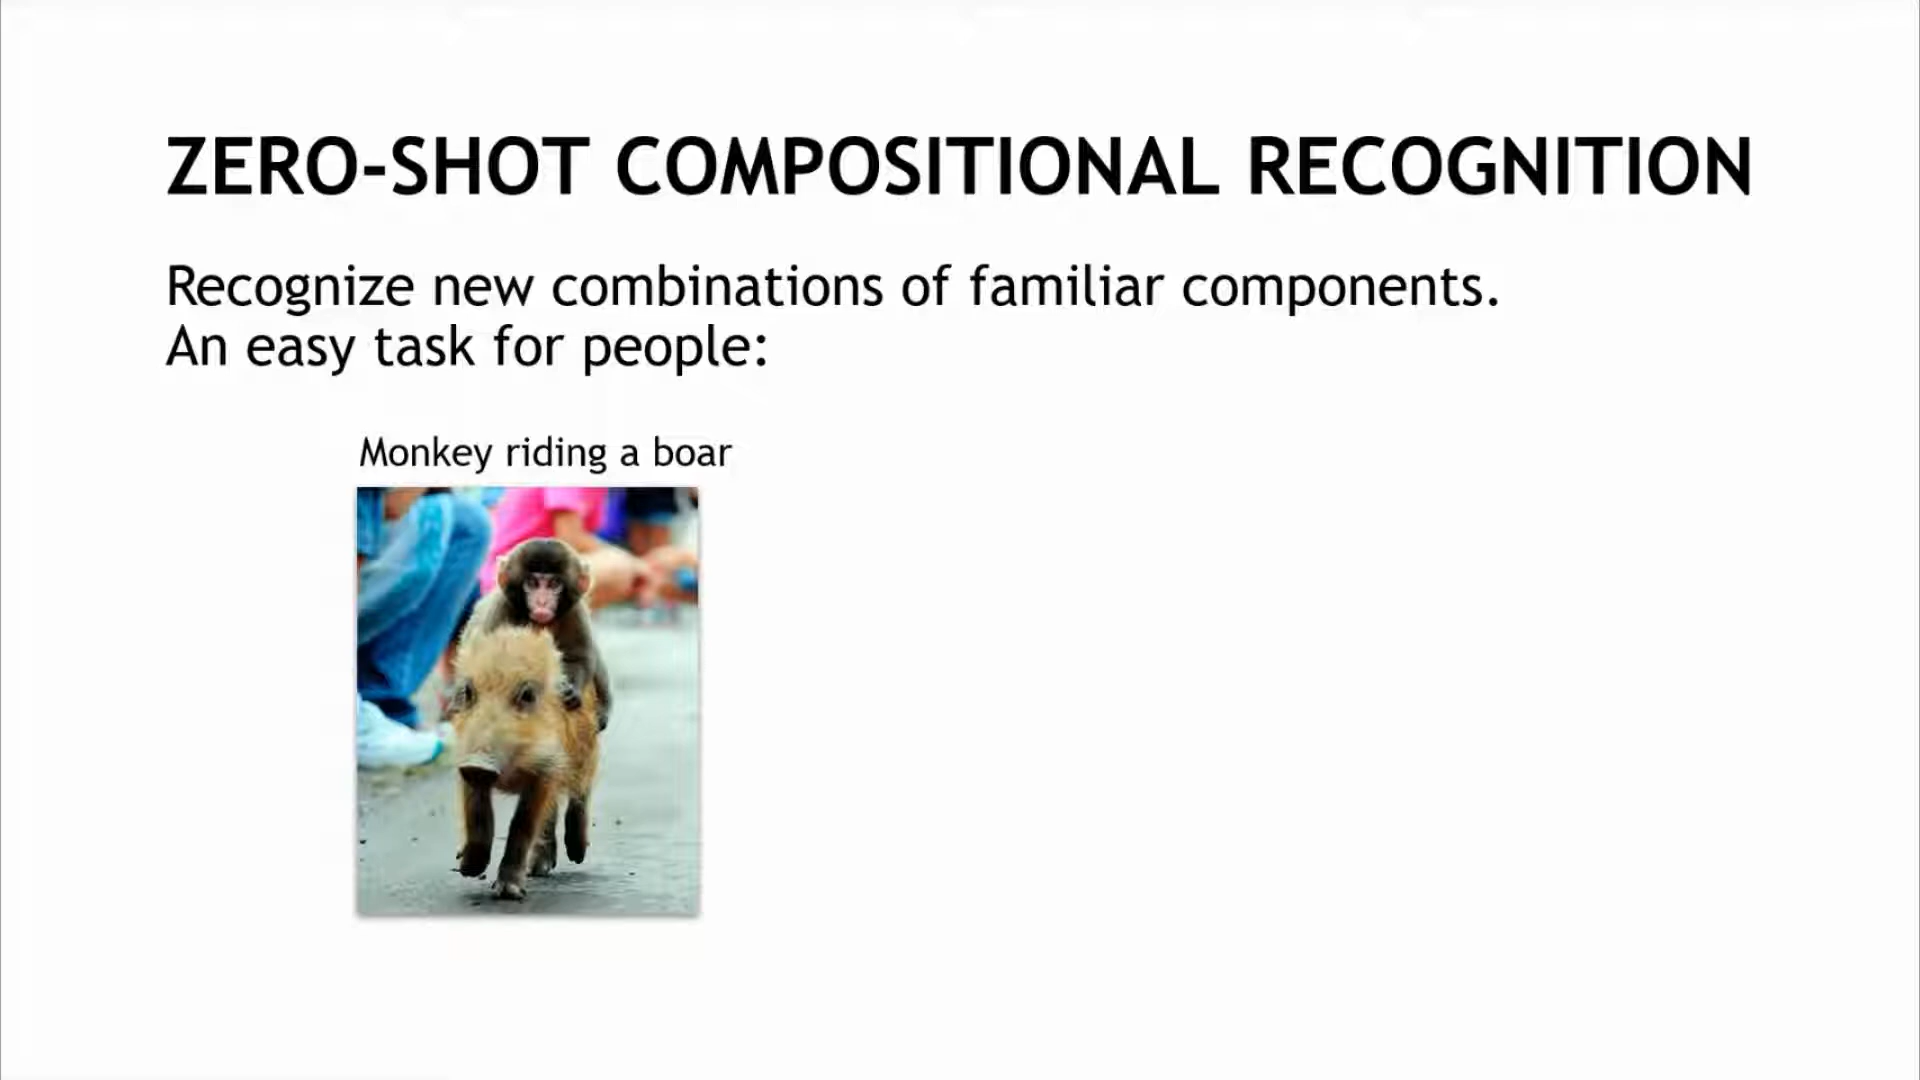 ZERO-SHOT COMPOSITIONAL RECOGNITION
Recognize new combinations of familiar components.
An easy task for people:
Monkey riding a boar